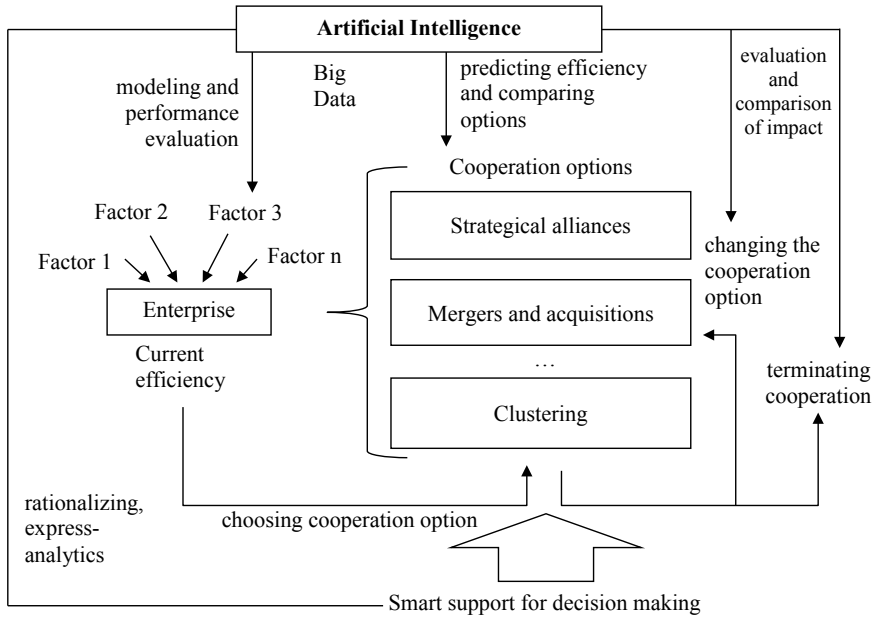 Artificial Intelligence
modeling and
performance
evaluation
Big
Data
predicting efficiency
and comparing
options
evaluation
and
comparison
of impact
Cooperation options
Factor 2
Factor 3
Factor 1
Factor n
Strategical alliances
changing the
cooperation
option
Enterprise
Mergers and acquisitions
Current
efficiency
…
terminating
cooperation
Clustering
rationalizing,
express-
analytics
choosing cooperation option
Smart support for decision making